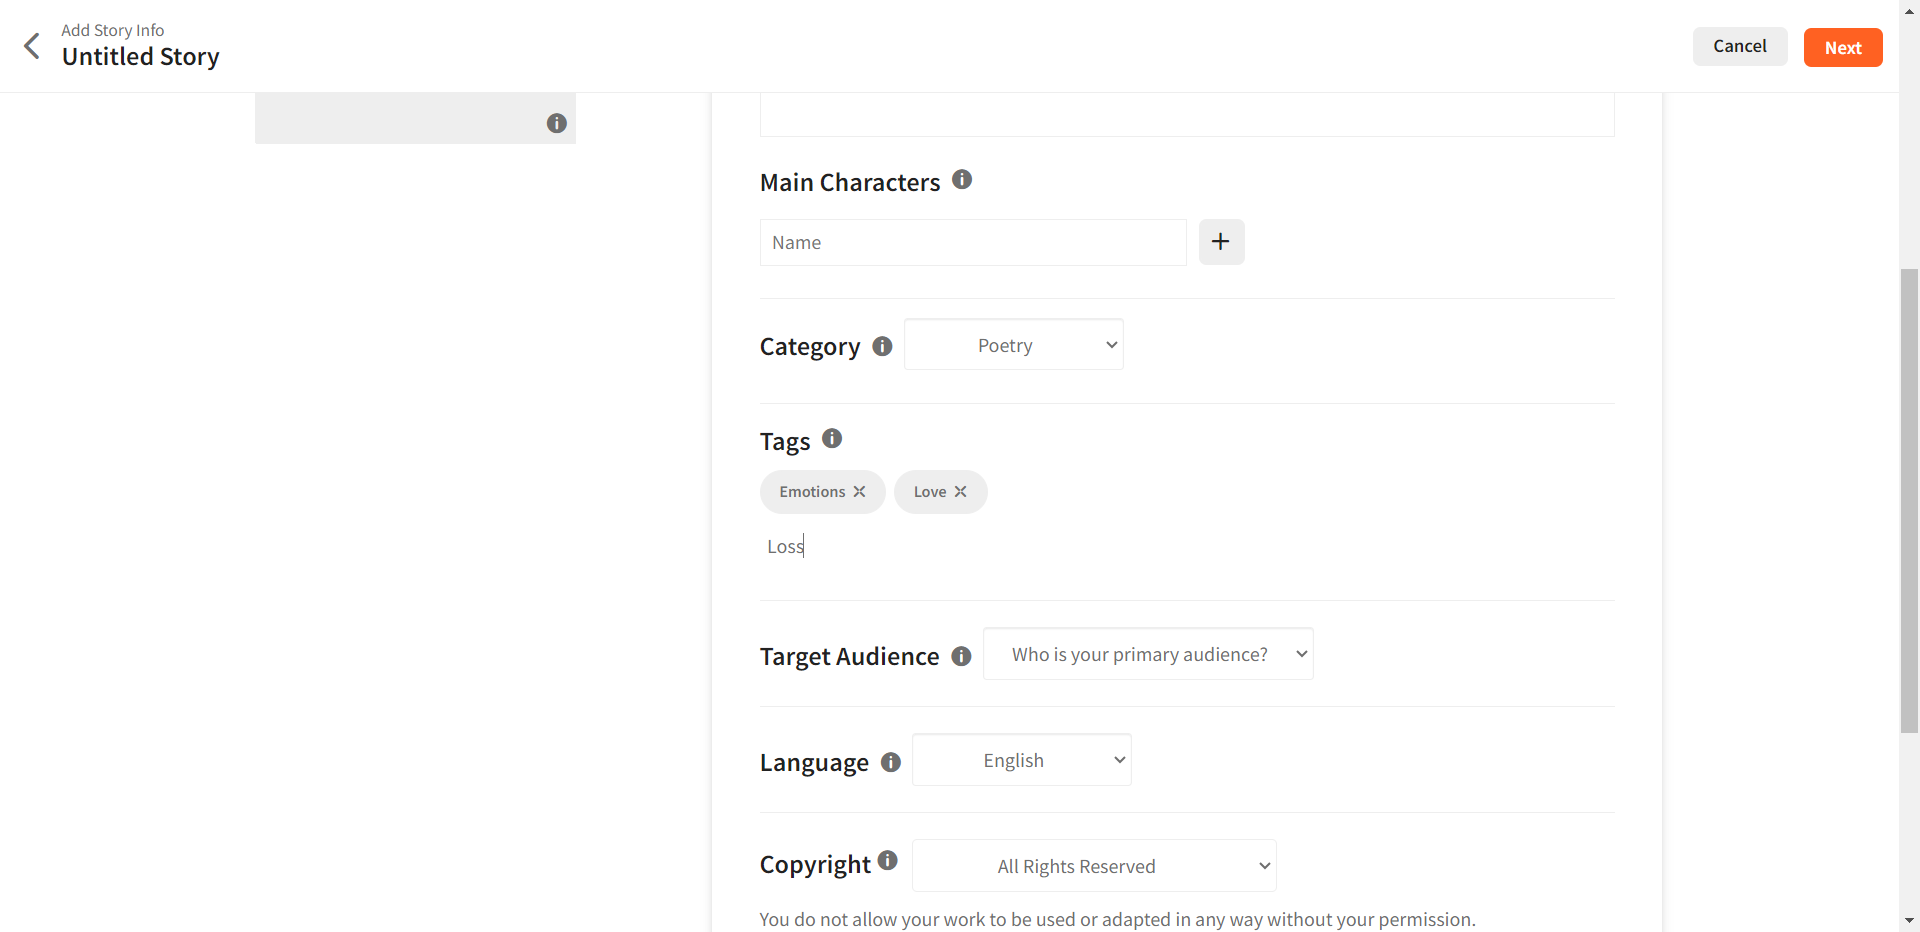 Add Story Info
Untitled Story
Cancel
Next
Main Characters
Name
Category
Poetry
Tags
Emotions
Love
Loss
Target Audience
Who is your primary audience?
Language
English
Copyright
All Rights Reserved
You do not allow your work to be used or adapted in any way without your permission.